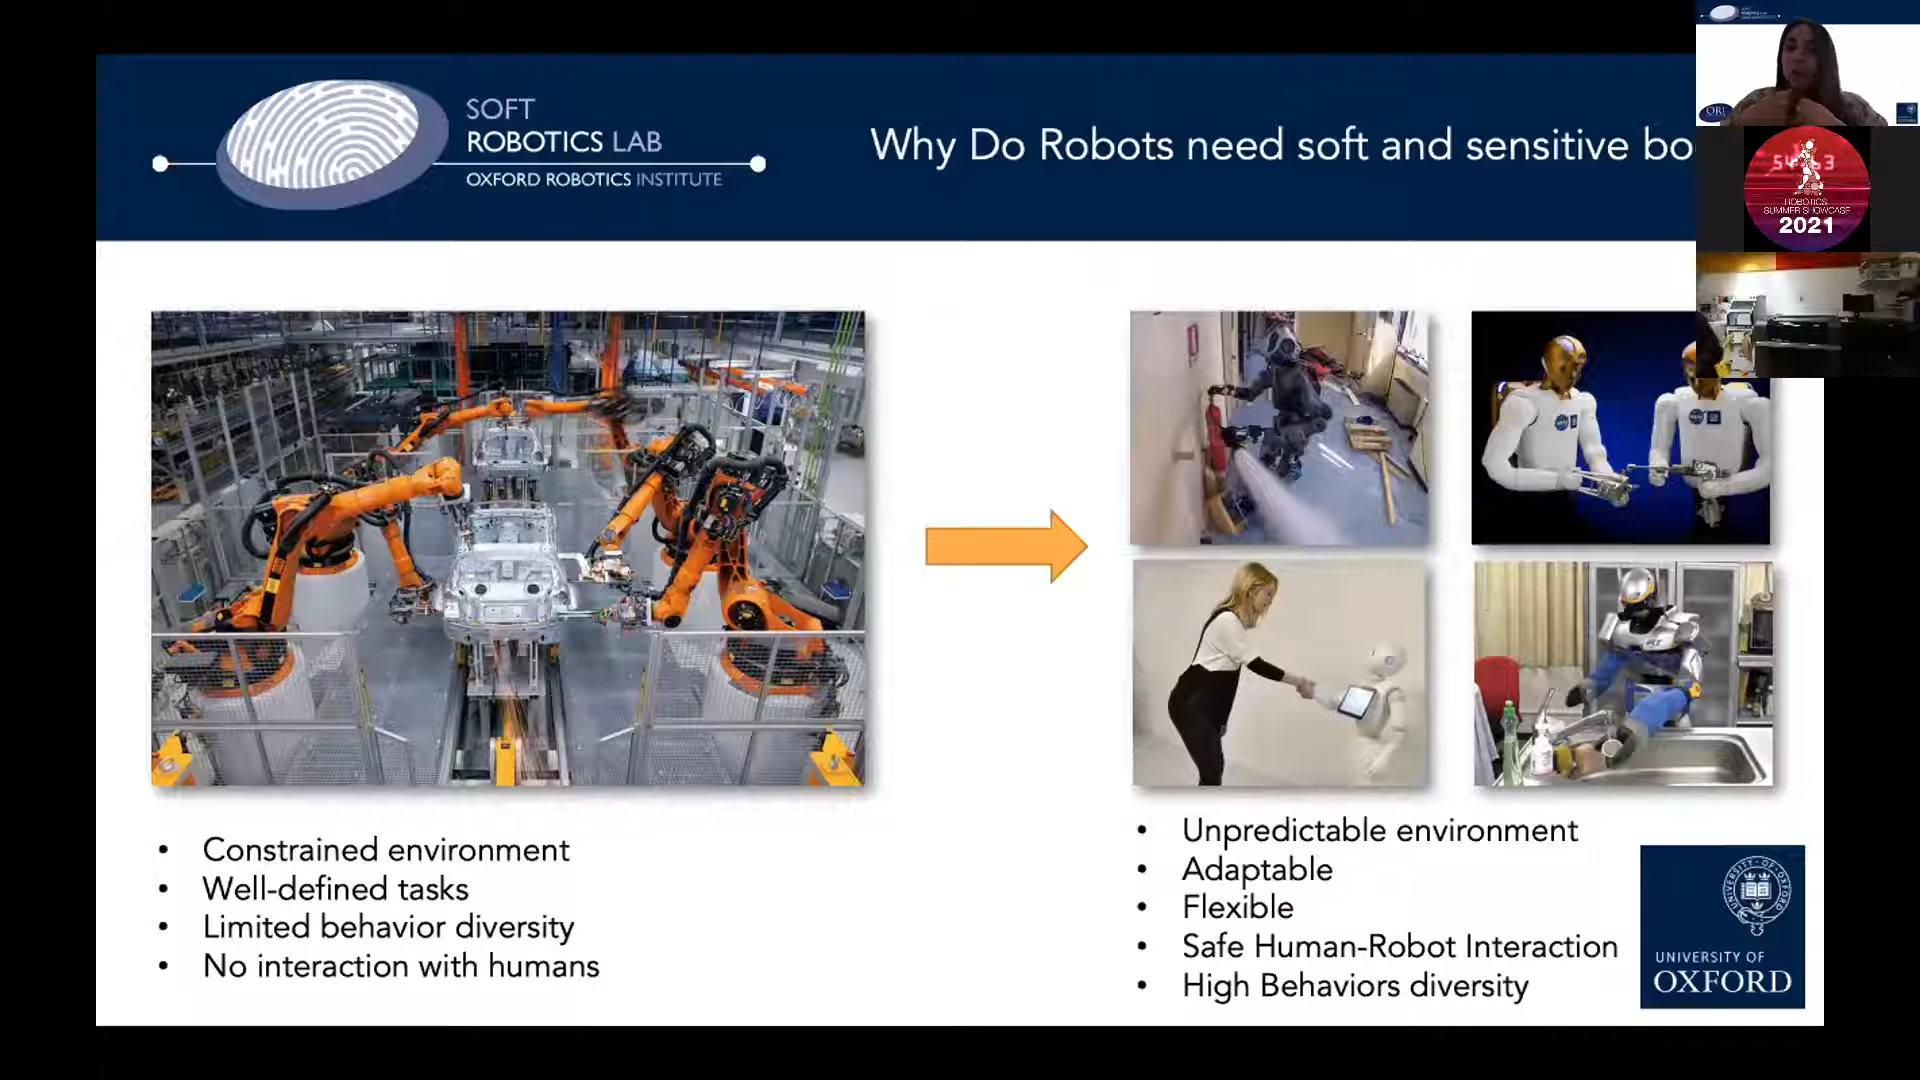 SOFT
ROBOTICS LAB
OXFORD ROBOTICS INSTITUTE
Why Do Robots need soft and sensitive bo
ORI
ROBOTICS
SUMMER SHOWCASE
2021
Constrained environment
Well-defined tasks
Limited behavior diversity
No interaction with humans
Unpredictable environment
Adaptable
Flexible
Safe Human-Robot Interaction
High Behaviors diversity
UNIVERSITY OF
OXFORD